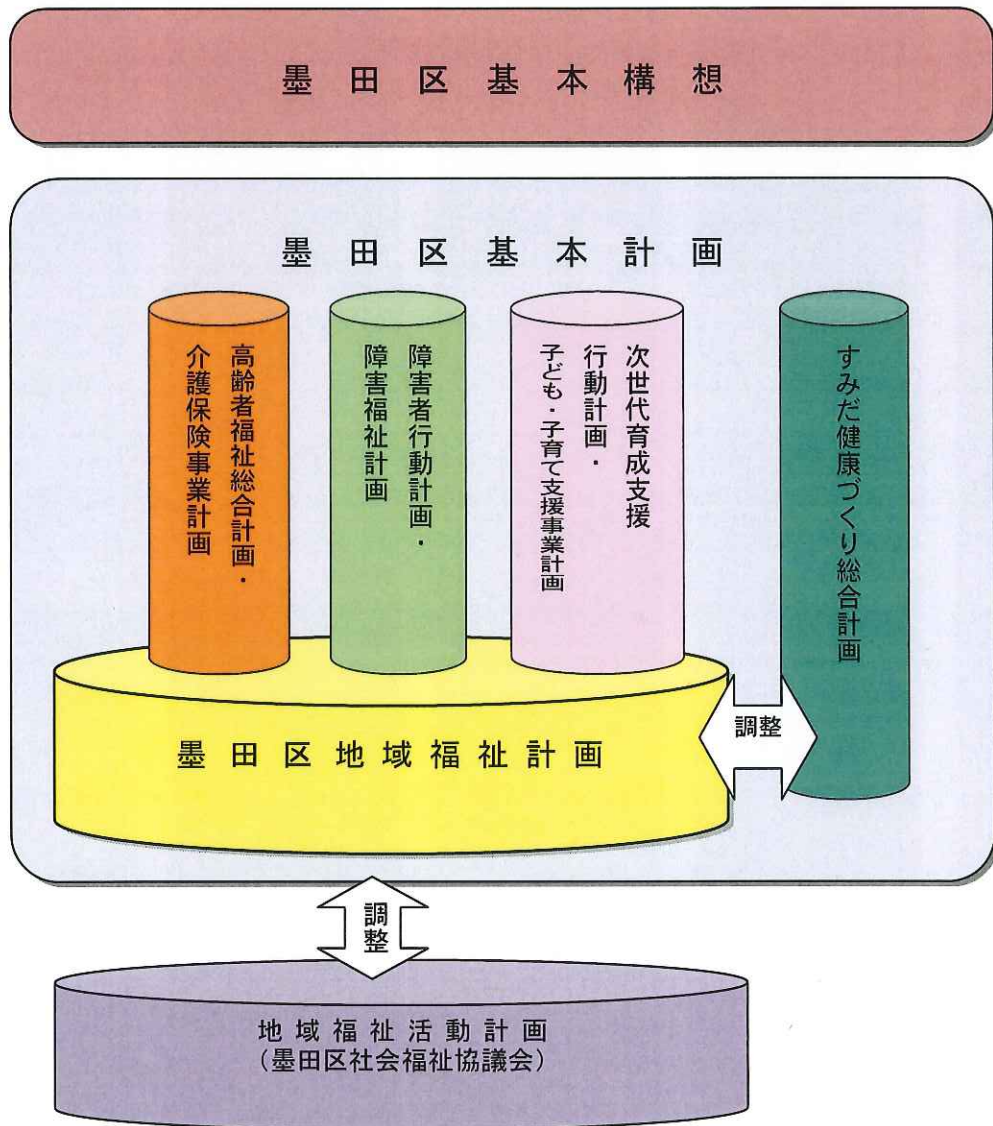 墨田区基本構想
墨田区基本計画
高齢者福祉総合計画・
介護保険事業計画
障害者行動計画・
障害福祉計画
次世代育成支援
行動計画・
子ども・子育て支援事業計画
すみだ健康づくり総合計画
墨田区地域福祉計画
調整
調整
地域福祉活動計画
（墨田区社会福祉協議会）